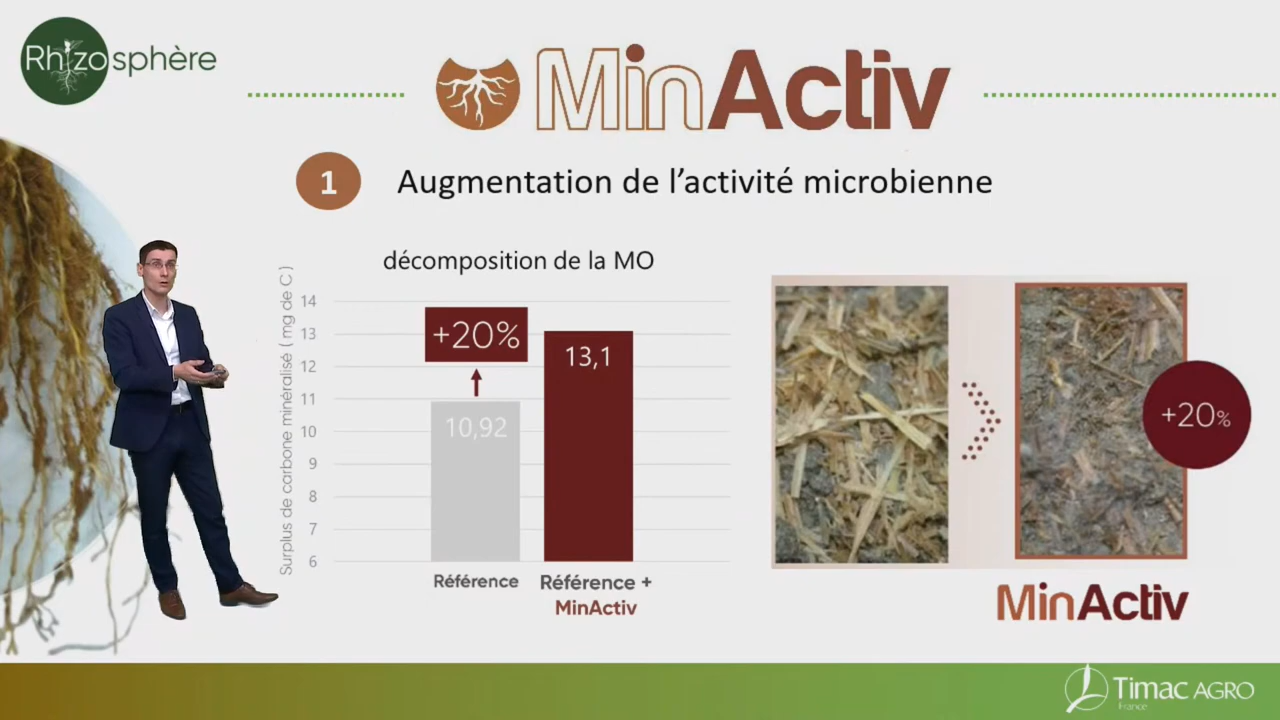 Rhizosphère
MinActiv
1
Augmentation de l’activité microbienne
décomposition de la MO
Surplus de carbone minéralisé ( mg de C )
14
13
12
11
10
9
8
7
6
+20%
10,92
13,1
Référence
Référence +
MinActiv
+20%
MinActiv
Timac AGRO
France